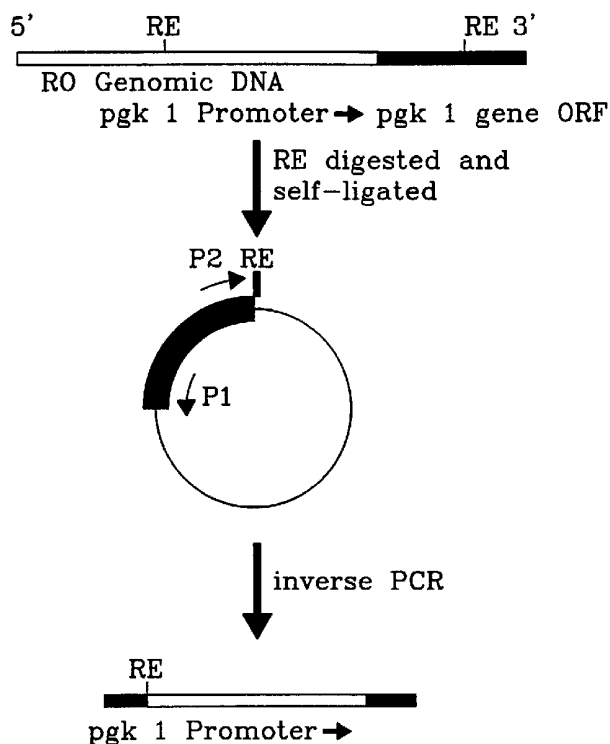 5' RE RE 3'
RO Genomic DNA
pgk 1 Promoter → pgk 1 gene ORF
RE digested and
self-ligated
P2 RE
P1
inverse PCR
RE
pgk 1 Promoter →